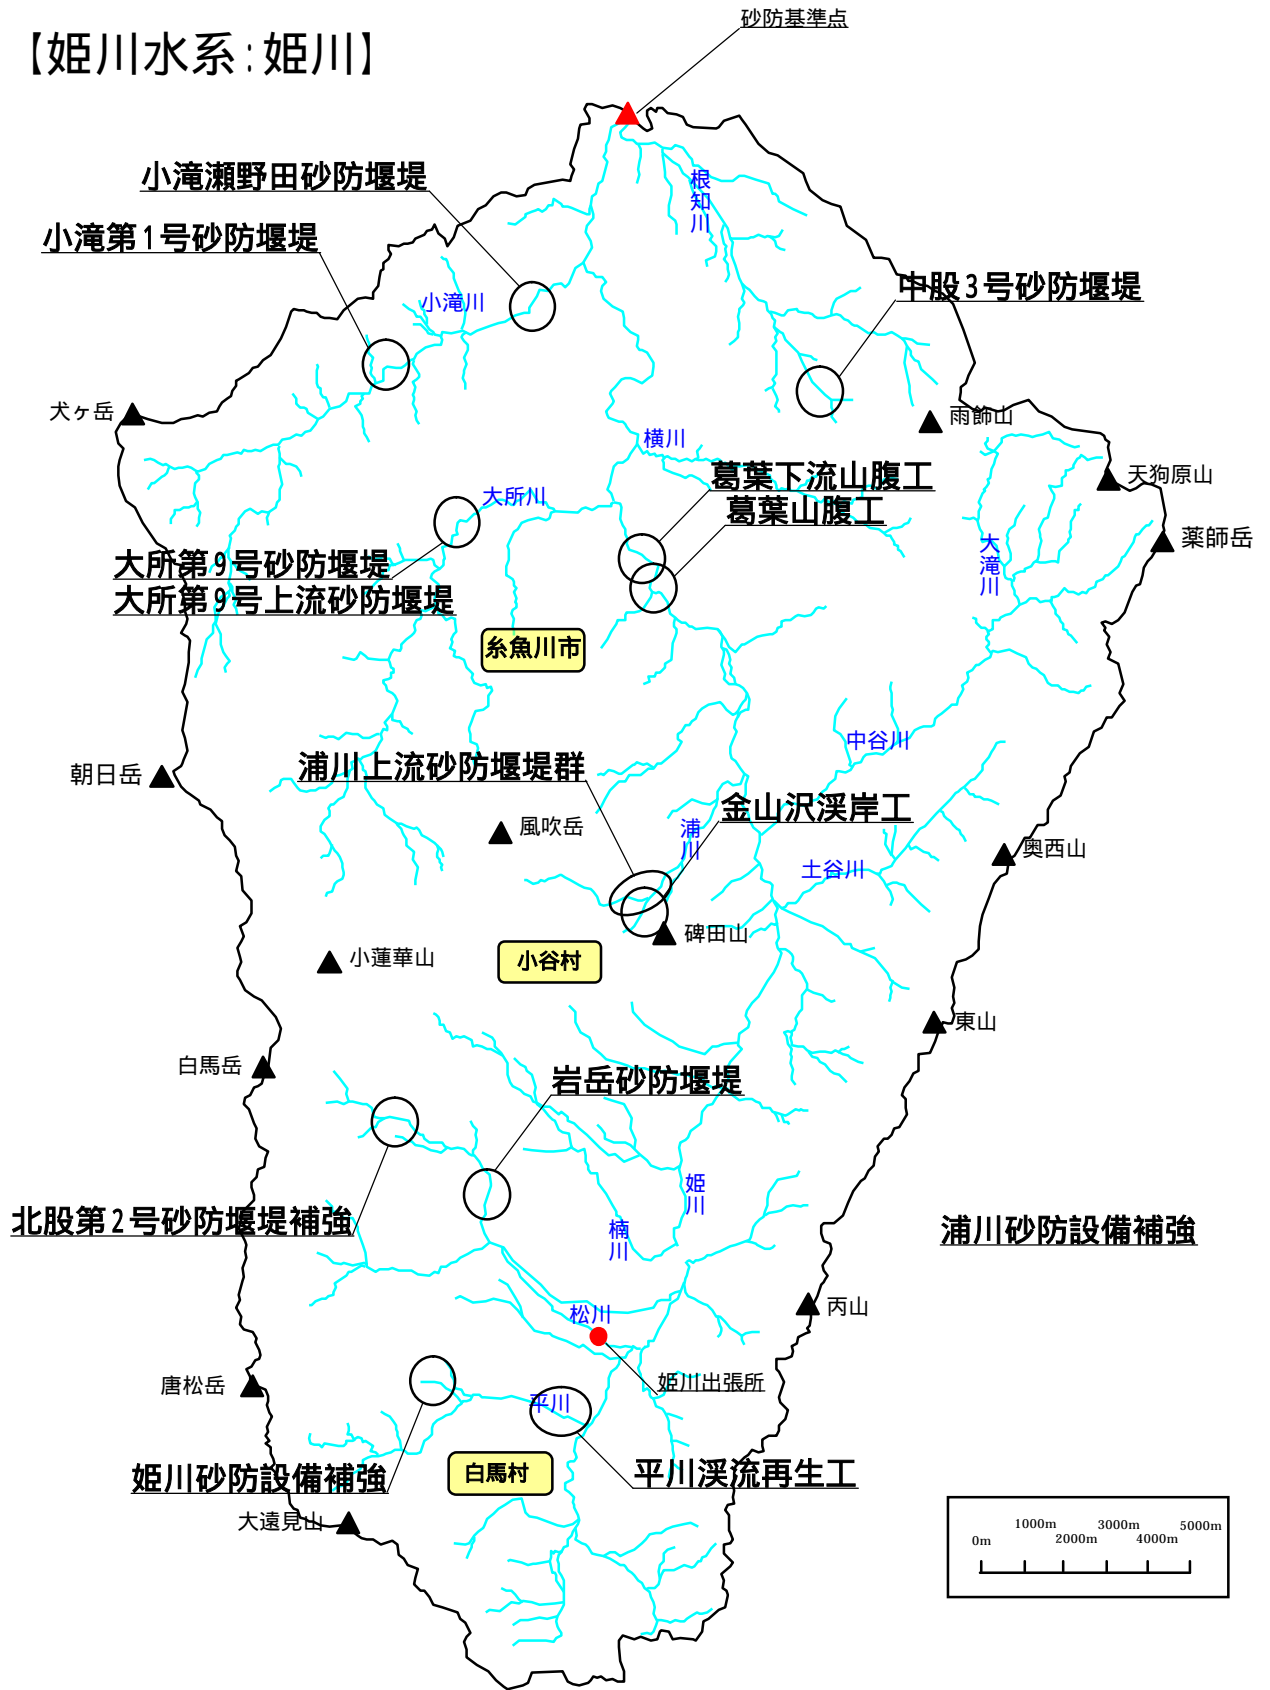 砂防基準点
【姫川水系：姫川】
小滝瀬野田砂防堰堤
根知川
小滝第1号砂防堰堤
小滝川
中股3号砂防堰堤
犬ヶ岳
雨飾山
横川
天狗原山
葛葉下流山腹工
大所川
葛葉山腹工
薬師岳
大滝川
大所第9号砂防堰堤
大所第9号上流砂防堰堤
糸魚川市
中谷川
朝日岳
浦川上流砂防堰堤群
金山沢渓岸工
風吹岳
浦川
奥西山
土谷川
碑田山
小蓮華山
小谷村
東山
白馬岳
岩岳砂防堰堤
姫川
北股第2号砂防堰堤補強
楠川
浦川砂防設備補強
松川
丙山
唐松岳
姫川出張所
平川
姫川砂防設備補強
白馬村
平川渓流再生工
大遠見山
0m
1000m
2000m
3000m
4000m
5000m